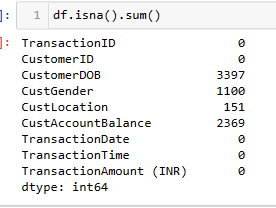 ]: 1 df.isna().sum()
]: TransactionID 0
CustomerID 0
CustomerDOB 3397
CustGender 1100
CustLocation 151
CustAccountBalance 2369
TransactionDate 0
TransactionTime 0
TransactionAmount (INR) 0
dtype: int64